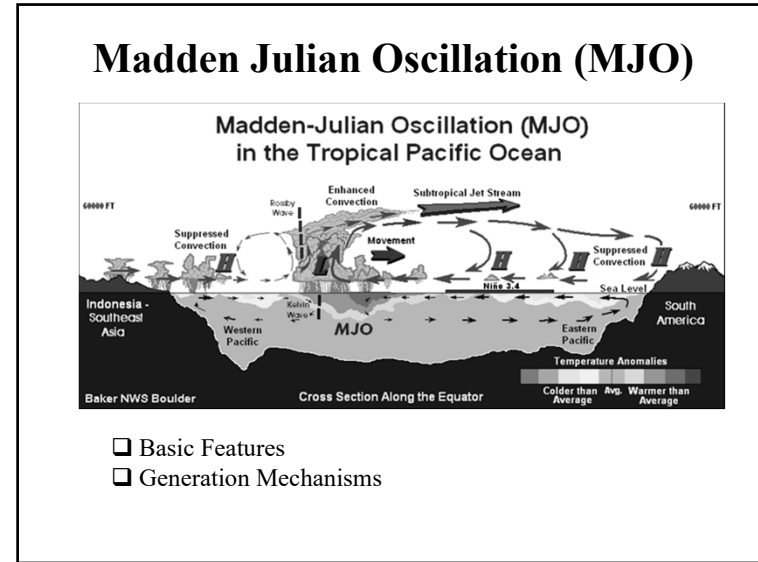 Madden Julian Oscillation (MJO)
Madden-Julian Oscillation (MJO)
in the Tropical Pacific Ocean
60000 FT
Suppressed
Convection
Rossby
Wave
Enhanced
Convection
Subtropical Jet Stream
60000 FT
Movement
Suppressed
Convection
H
L
H
H
H
Sea Level
Niño 3.4
Indonesia -
Southeast
Asia
Western
Pacific
Kelvin
Wave
MJO
Eastern
Pacific
South
America
Temperature Anomalies
Colder than
Average
Avg.
Warmer than
Average
Baker NWS Boulder
Cross Section Along the Equator
❑ Basic Features
❑ Generation Mechanisms